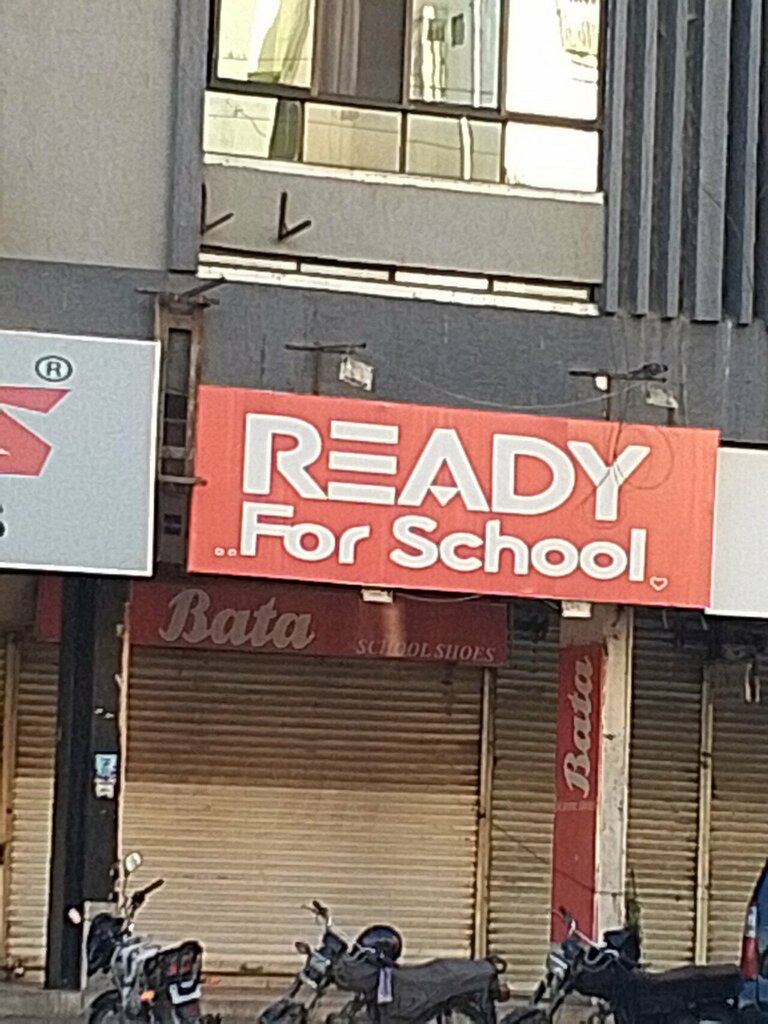 ®
READY
..For School
Bata
SCHOOL SHOES
Bata